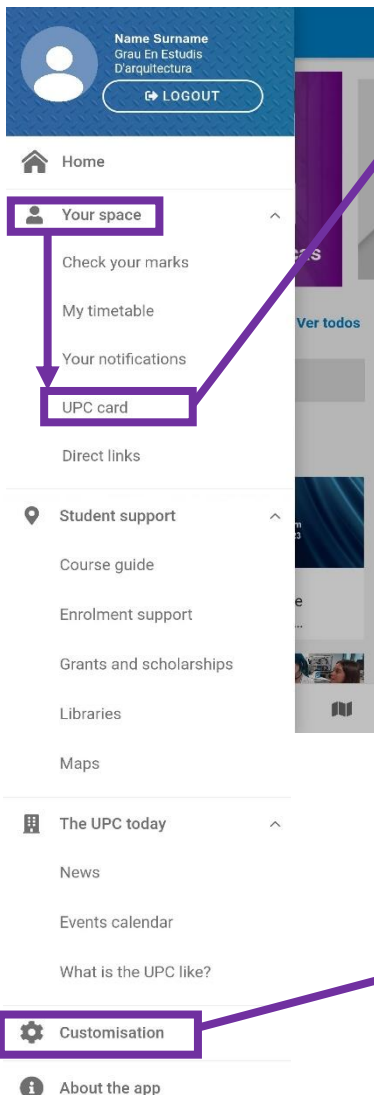 Name Surname
Grau En Estudis
D'arquitectura
LOGOUT
Home
Your space
Check your marks
My timetable
Ver todos
Your notifications
UPC card
Direct links
Student support
Course guide
Enrolment support
Grants and scholarships
Libraries
Maps
The UPC today
News
Events calendar
What is the UPC like?
Customisation
About the app